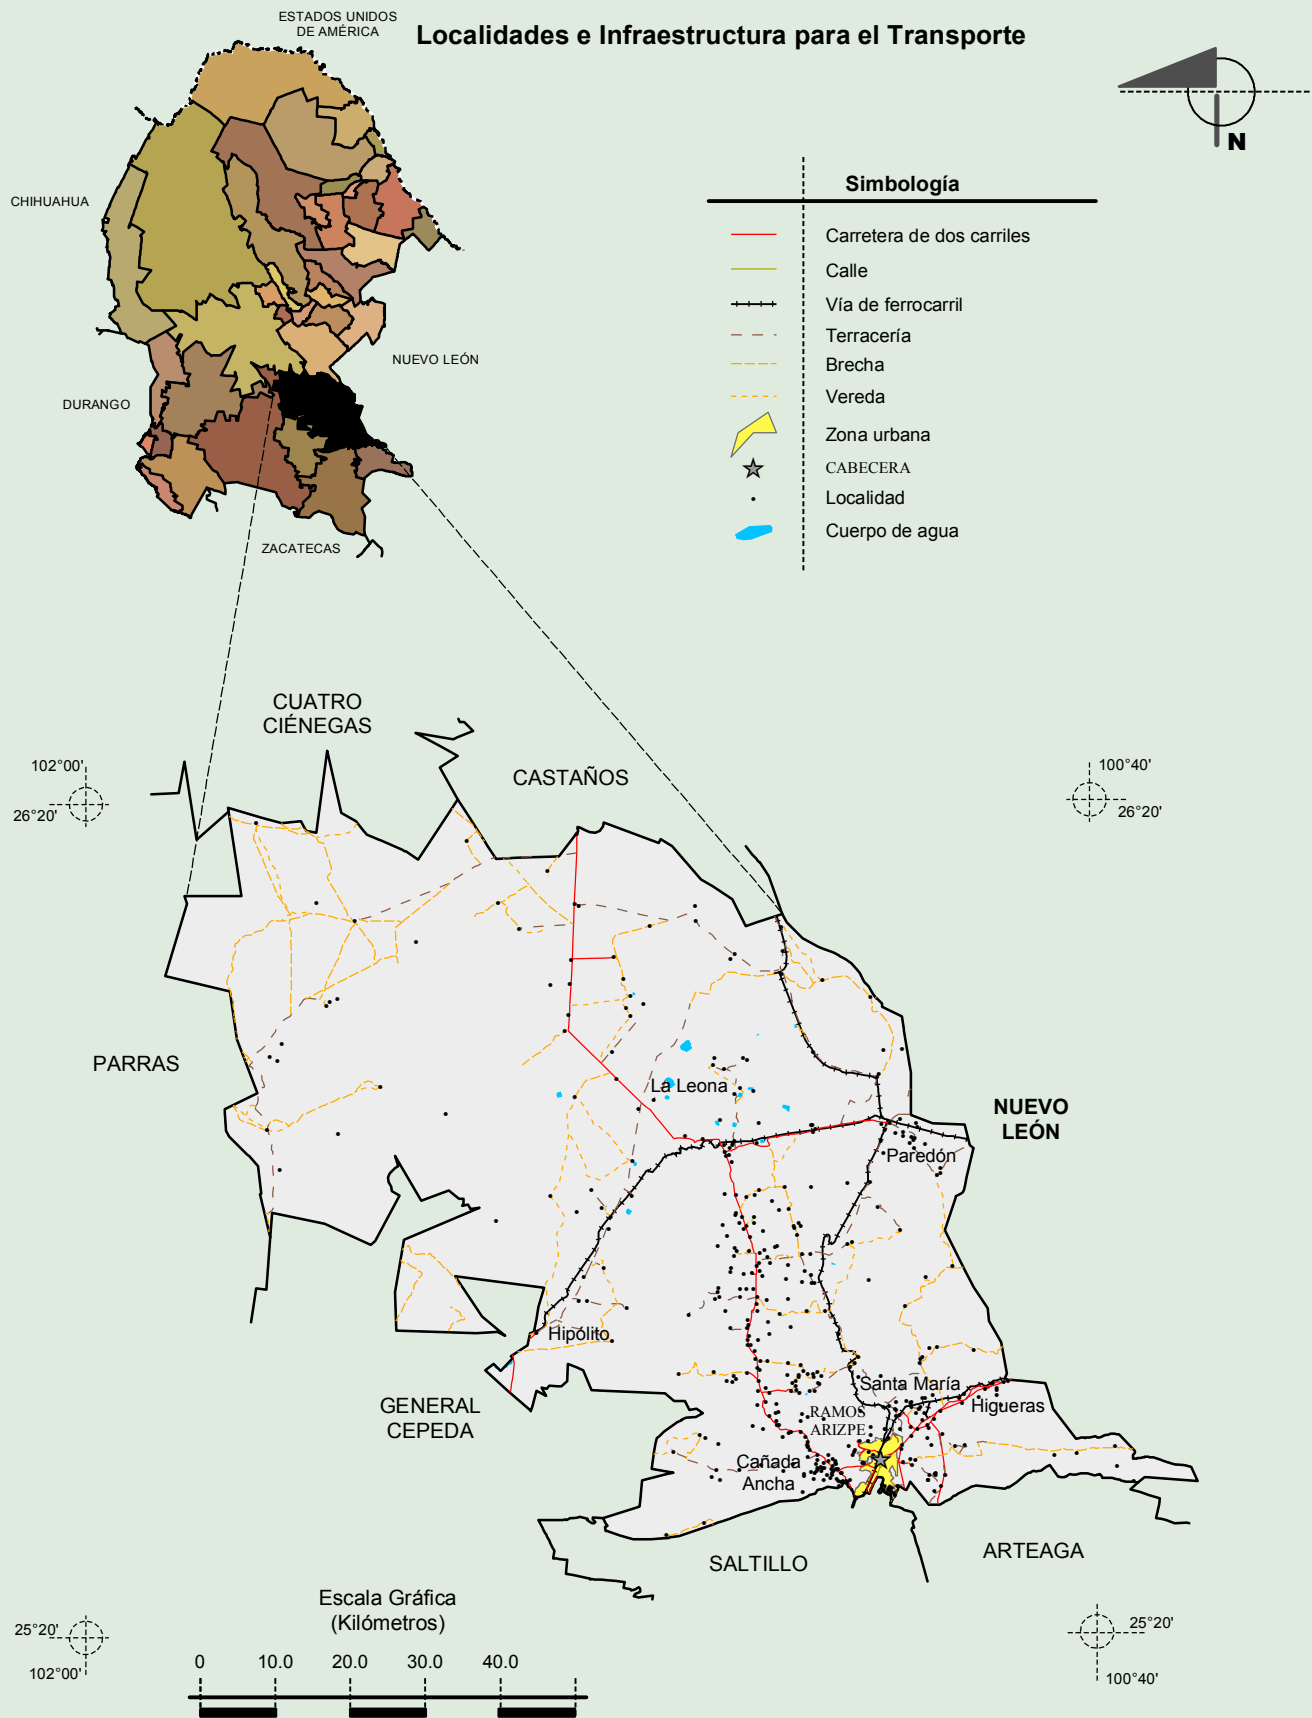 ESTADOS UNIDOS
DE AMÉRICA
Localidades e Infraestructura para el Transporte
N
CHIHUAHUA
NUEVO LEÓN
DURANGO
ZACATECAS
Simbología
Carretera de dos carriles
Calle
Vía de ferrocarril
Terracería
Brecha
Vereda
Zona urbana
CABECERA
Localidad
Cuerpo de agua
CUATRO
CIÉNEGAS
CASTAÑOS
102°00'
26°20'
100°40'
26°20'
PARRAS
La Leona
NUEVO
LEÓN
Paredón
Hipólito
Santa María
Higueras
RAMOS
ARIZPE
GENERAL
CEPEDA
Cañada
Ancha
SALTILLO
ARTEAGA
Escala Gráfica
(Kilómetros)
0 10.0 20.0 30.0 40.0
25°20'
102°00'
25°20'
100°40'